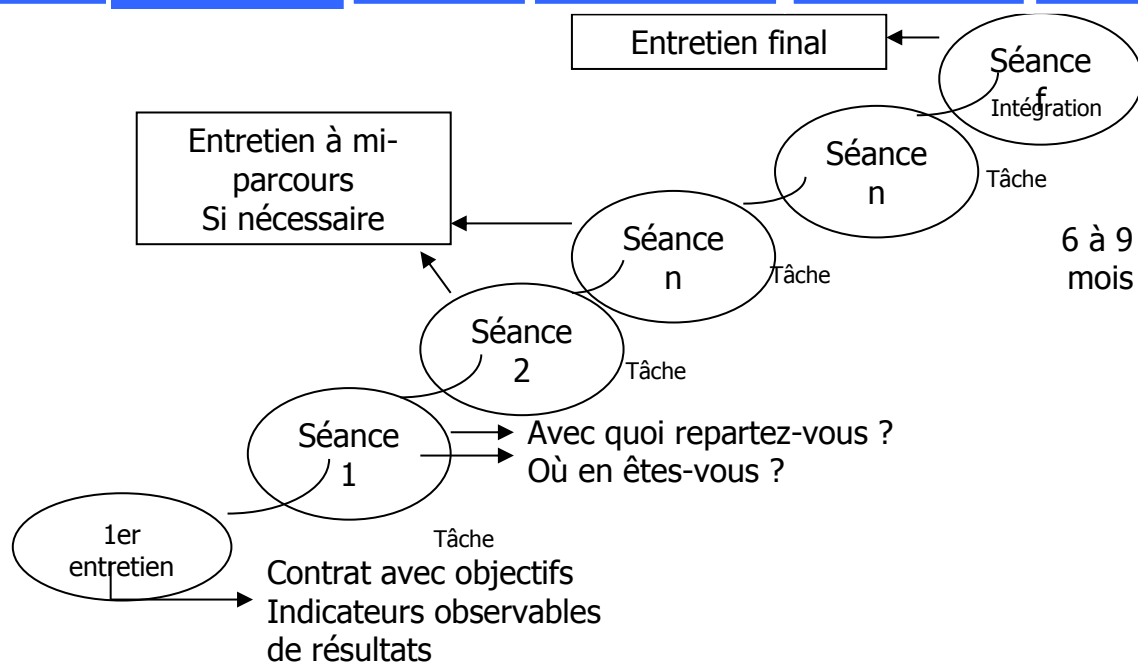 Entretien final
Séance
f
Intégration
Entretien à mi-
parcours
Si nécessaire
Séance
n
Tâche
Séance
n
Tâche
6 à 9
mois
Séance
2
Tâche
Séance
1
Avec quoi repartez-vous ?
Où en êtes-vous ?
1er
entretien
Tâche
Contrat avec objectifs
Indicateurs observables
de résultats